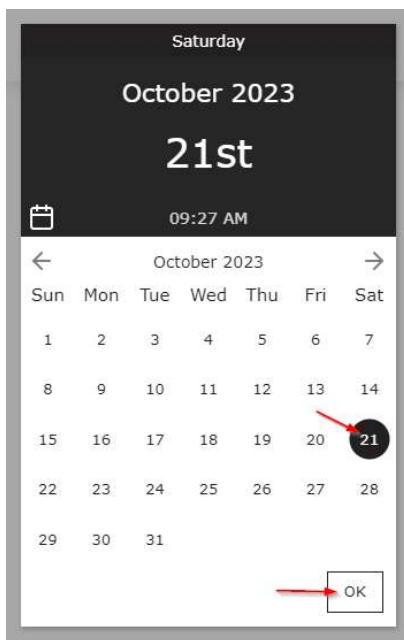 Saturday
October 2023
21st
09:27 AM
October 2023
Sun Mon Tue Wed Thu Fri Sat
1 2 3 4 5 6 7
8 9 10 11 12 13 14
15 16 17 18 19 20 21
22 23 24 25 26 27 28
29 30 31
OK